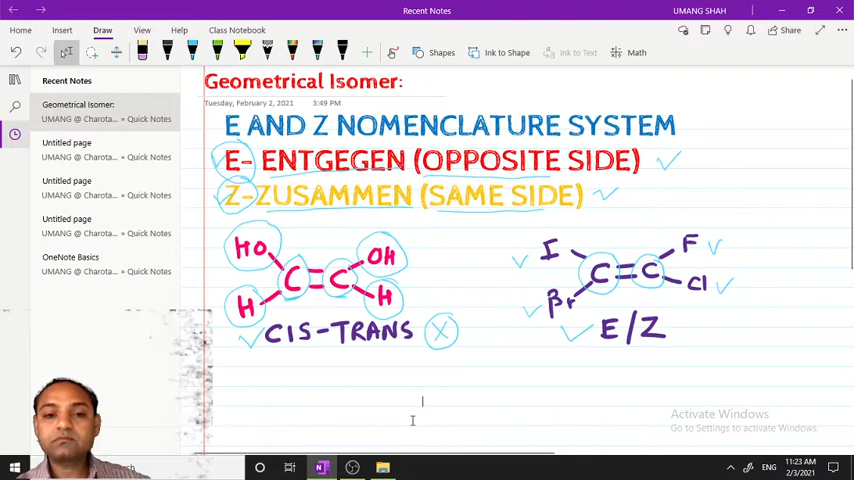 Recent Notes
UMANG SHAH
Home Insert Draw View Help Class Notebook
Share
Shapes Ink to Shape Ink to Text Math
Recent Notes
Geometrical Isomer:
UMANG @ Charota... » Quick Notes
Untitled page
UMANG @ Charota... » Quick Notes
Untitled page
UMANG @ Charota... » Quick Notes
Untitled page
UMANG @ Charota... » Quick Notes
OneNote Basics
UMANG @ Charota... » Quick Notes
Geometrical Isomer:
Tuesday, February 2, 2021 3:49 PM
E AND Z NOMENCLATURE SYSTEM
E- ENTGEGEN (OPPOSITE SIDE)
Z-ZUSAMMEN (SAME SIDE)
HO OH
C=C
H H
CIS-TRANS X
I F
C=C
Br Cl
E/Z
Activate Windows
Go to Settings to activate Windows.
ENG
11:23 AM
2/3/2021